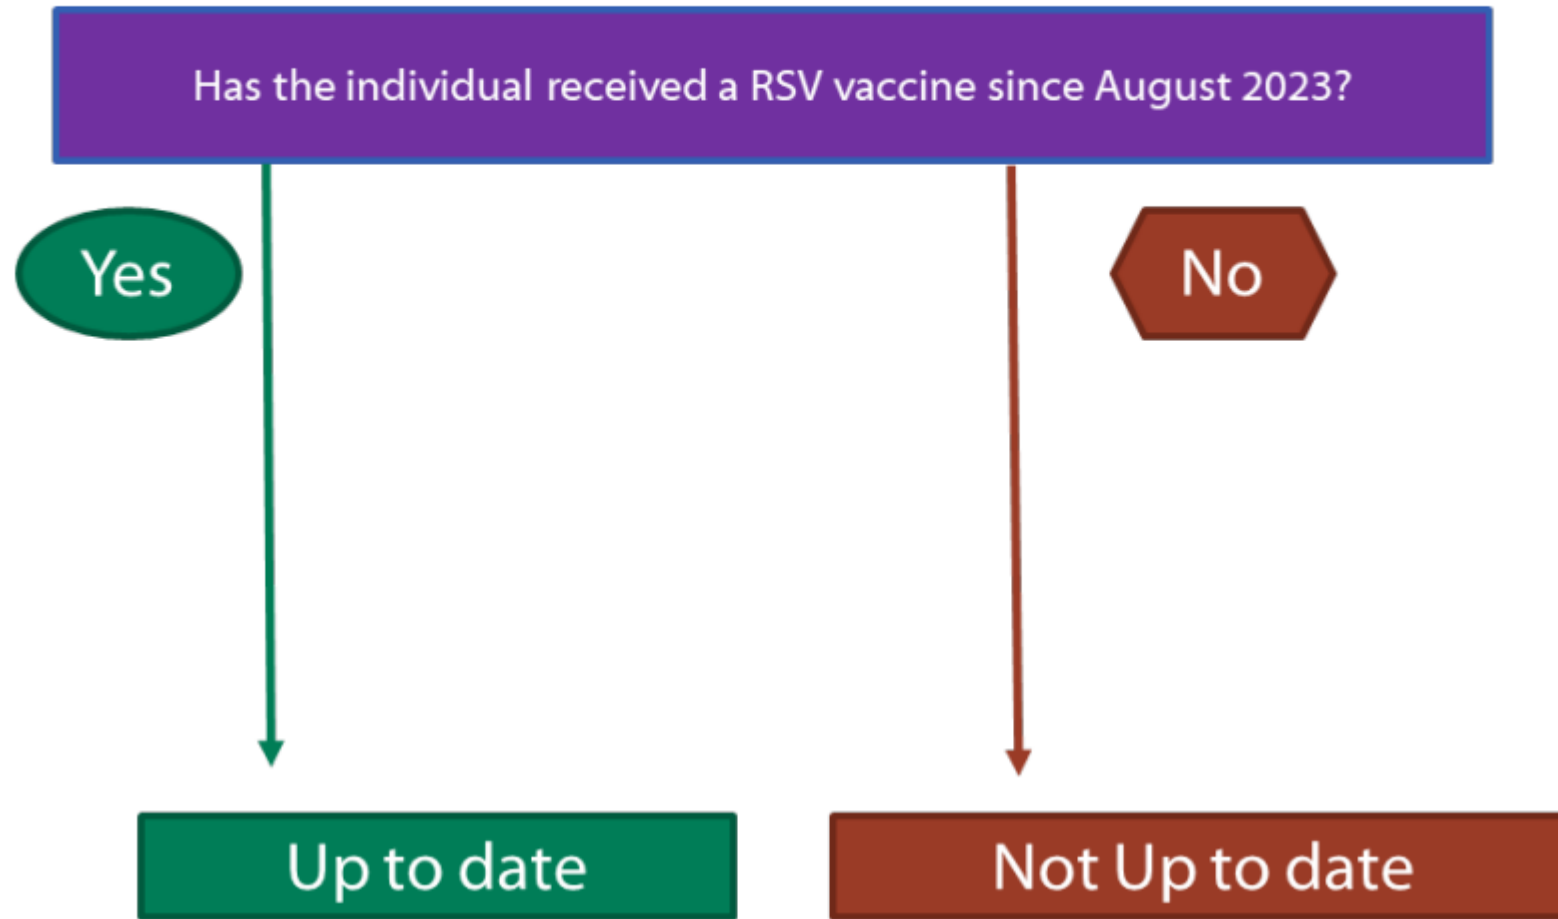 Has the individual received a RSV vaccine since August 2023?
Yes
No
Up to date
Not Up to date